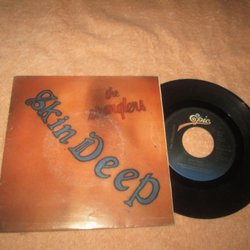 the
stranglers
Skin Deep
Epic